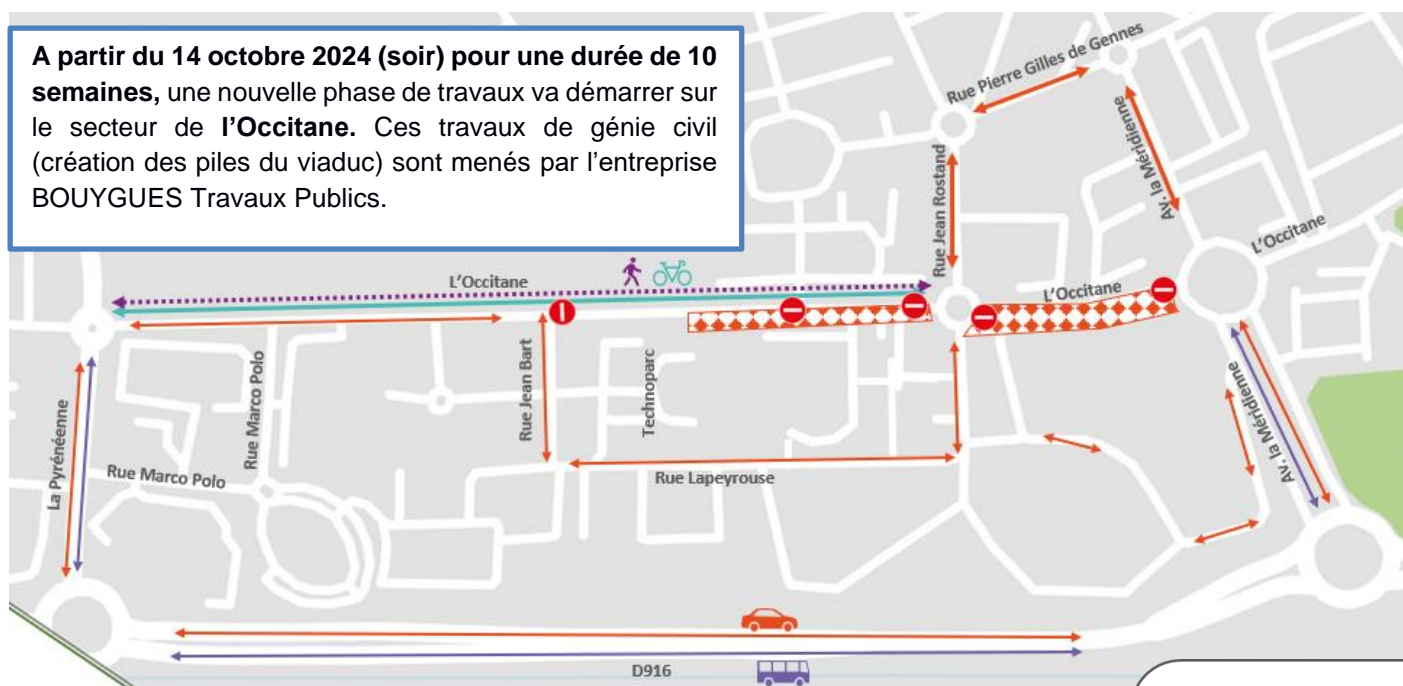 A partir du 14 octobre 2024 (soir) pour une durée de 10
semaines, une nouvelle phase de travaux va démarrer sur
le secteur de l’Occitane. Ces travaux de génie civil
(création des piles du viaduc) sont menés par l’entreprise
BOUYGUES Travaux Publics.
Rue Pierre Gilles de Gennes
Av. la Méridienne
Rue Jean Rostand
L’Occitane
L’Occitane
L’Occitane
Rue Jean Bart
Technoparc
Rue Marco Polo
La Pyrénéenne
Rue Marco Polo
Rue Lapeyrouse
Av. la Méridienne
D916